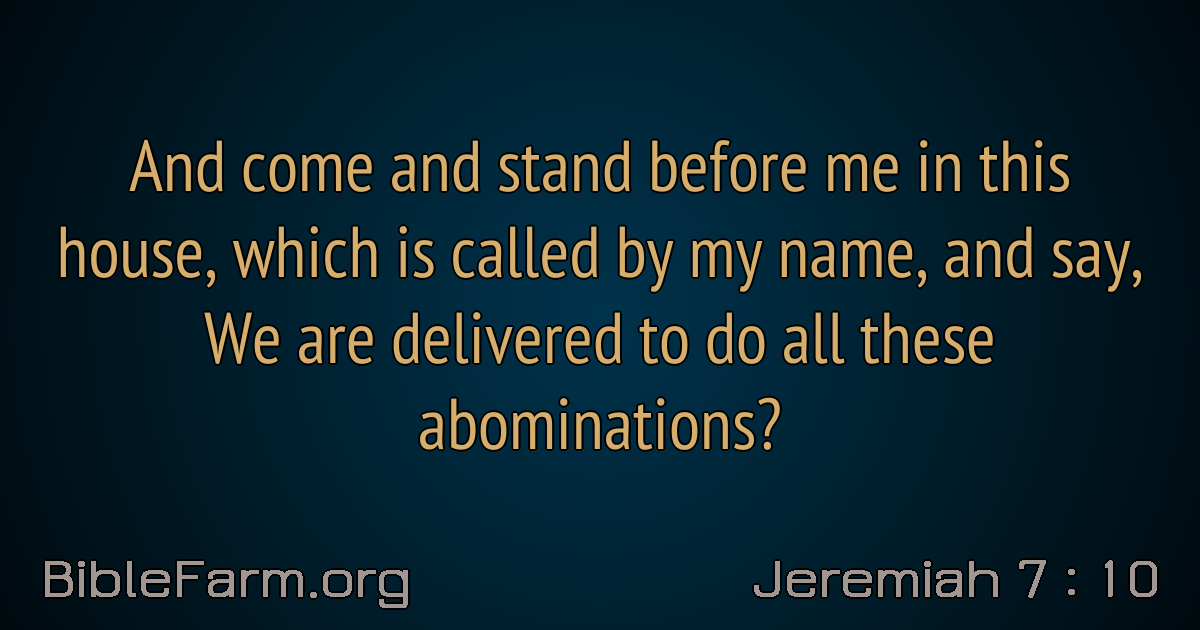 And come and stand before me in this
house, which is called by my name, and say,
We are delivered to do all these
abominations?
BibleFarm.org
Jeremiah 7 : 10